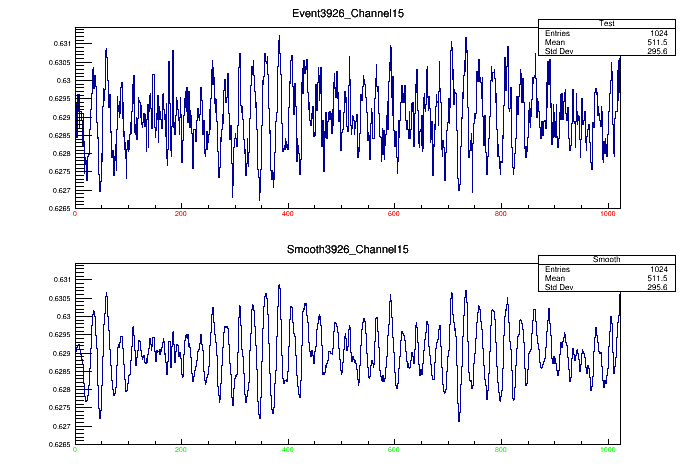 Event3926_Channel15
Test
Entries 1024
Mean 511.5
Std Dev 295.6
0.631
0.6305
0.63
0.6295
0.629
0.6285
0.628
0.6275
0.627
0.6265
0 200 400 600 800 1000
Smooth3926_Channel15
Smooth
Entries 1024
Mean 511.5
Std Dev 295.6
0.631
0.6305
0.63
0.6295
0.629
0.6285
0.628
0.6275
0.627
0.6265
0 200 400 600 800 1000